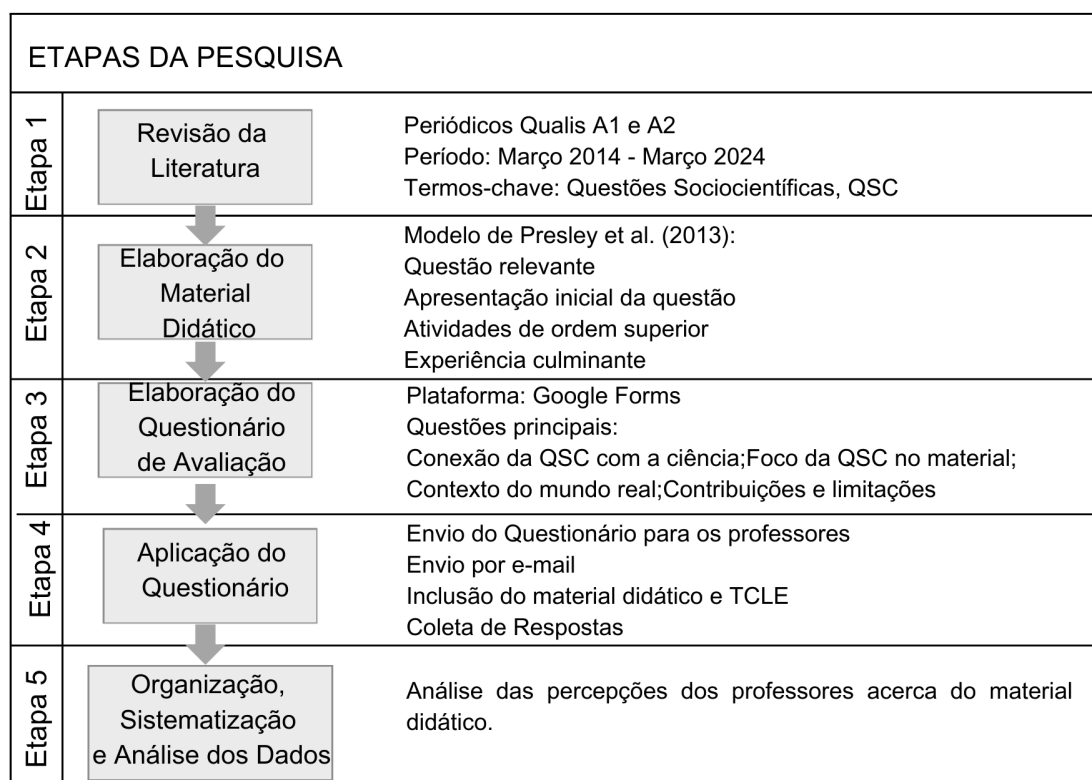 ETAPAS DA PESQUISA
Etapa 1
Revisão da
Literatura
Periódicos Qualis A1 e A2
Período: Março 2014 - Março 2024
Termos-chave: Questões Sociocientíficas, QSC
Etapa 2
Elaboração do
Material
Didático
Modelo de Presley et al. (2013):
Questão relevante
Apresentação inicial da questão
Atividades de ordem superior
Experiência culminante
Etapa 3
Elaboração do
Questionário
de Avaliação
Plataforma: Google Forms
Questões principais:
Conexão da QSC com a ciência;Foco da QSC no material;
Contexto do mundo real;Contribuições e limitações
Etapa 4
Aplicação do
Questionário
Envio do Questionário para os professores
Envio por e-mail
Inclusão do material didático e TCLE
Coleta de Respostas
Etapa 5
Organização,
Sistematização
e Análise dos Dados
Análise das percepções dos professores acerca do material
didático.